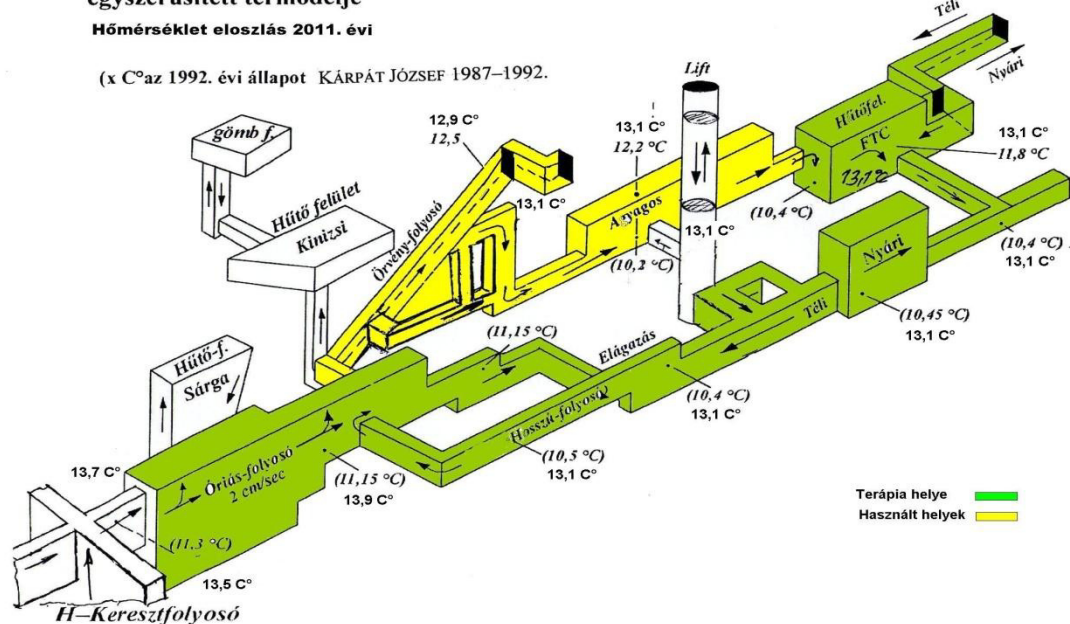 egyszerűsített termodelje
Hőmérséklet eloszlás 2011. évi
(x C°az 1992. évi állapot KÁRPÁT JÓZSEF 1987–1992.
Téli
Nyári
Lift
gömb f.
12,9 C°
12,5
13,1 C°
12,2 °C
Hűtőfel.
FTC
13,1°C
13,1 C°
11,8 °C
Hűtő felület
Kinizsi
Örvény-folyosó
13,1 C°
Agyagos
(10,2 °C)
13,1 C°
(10,4 °C)
Nyári
(10,4 °C)
13,1 C°
(10,45 °C)
13,1 C°
Hűtő-f.
Sárga
(11,15 °C)
Elágazás
Téli
(10,4 °C)
13,1 C°
Hosszú-folyosó
(10,5 °C)
13,1 C°
13,7 C°
Óriás-folyosó
2 cm/sec
(11,15 °C)
13,9 C°
(11,3 °C)
13,5 C°
H–Keresztfolyosó
Terápia helye
Használt helyek